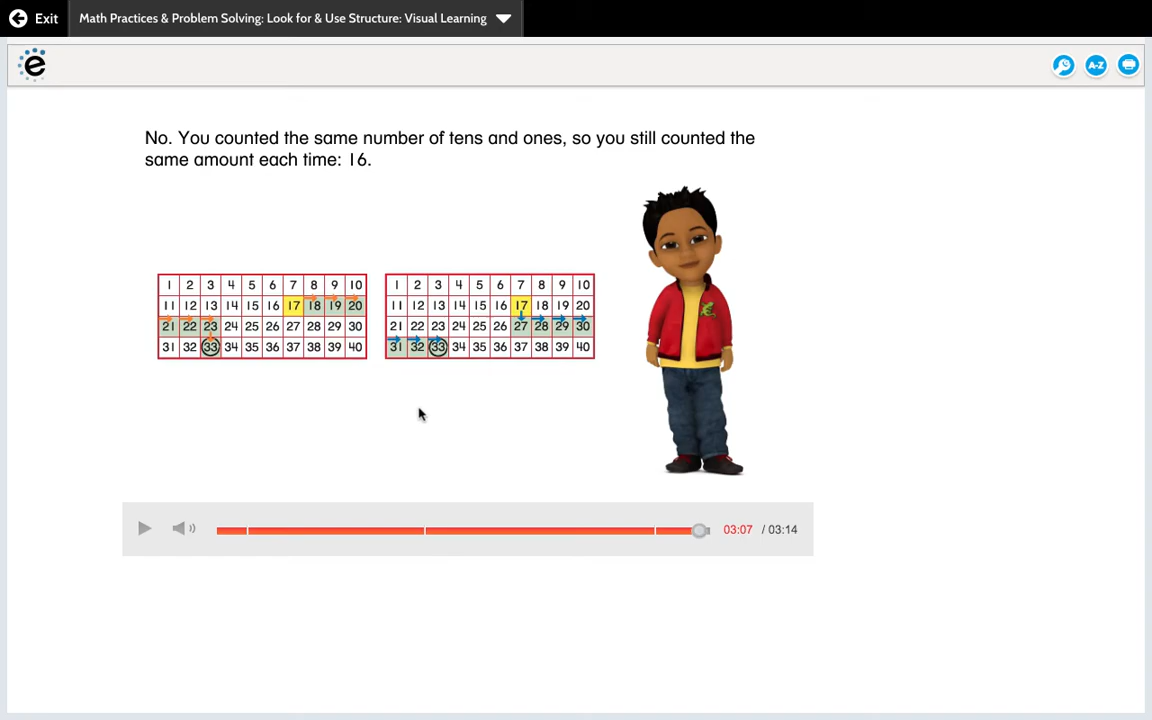 Exit
Math Practices & Problem Solving: Look for & Use Structure: Visual Learning
e
A-Z
No. You counted the same number of tens and ones, so you still counted the
same amount each time: 16.
1 2 3 4 5 6 7 8 9 10
11 12 13 14 15 16 17 18 19 20
21 22 23 24 25 26 27 28 29 30
31 32 33 34 35 36 37 38 39 40
1 2 3 4 5 6 7 8 9 10
11 12 13 14 15 16 17 18 19 20
21 22 23 24 25 26 27 28 29 30
31 32 33 34 35 36 37 38 39 40
03:07 / 03:14